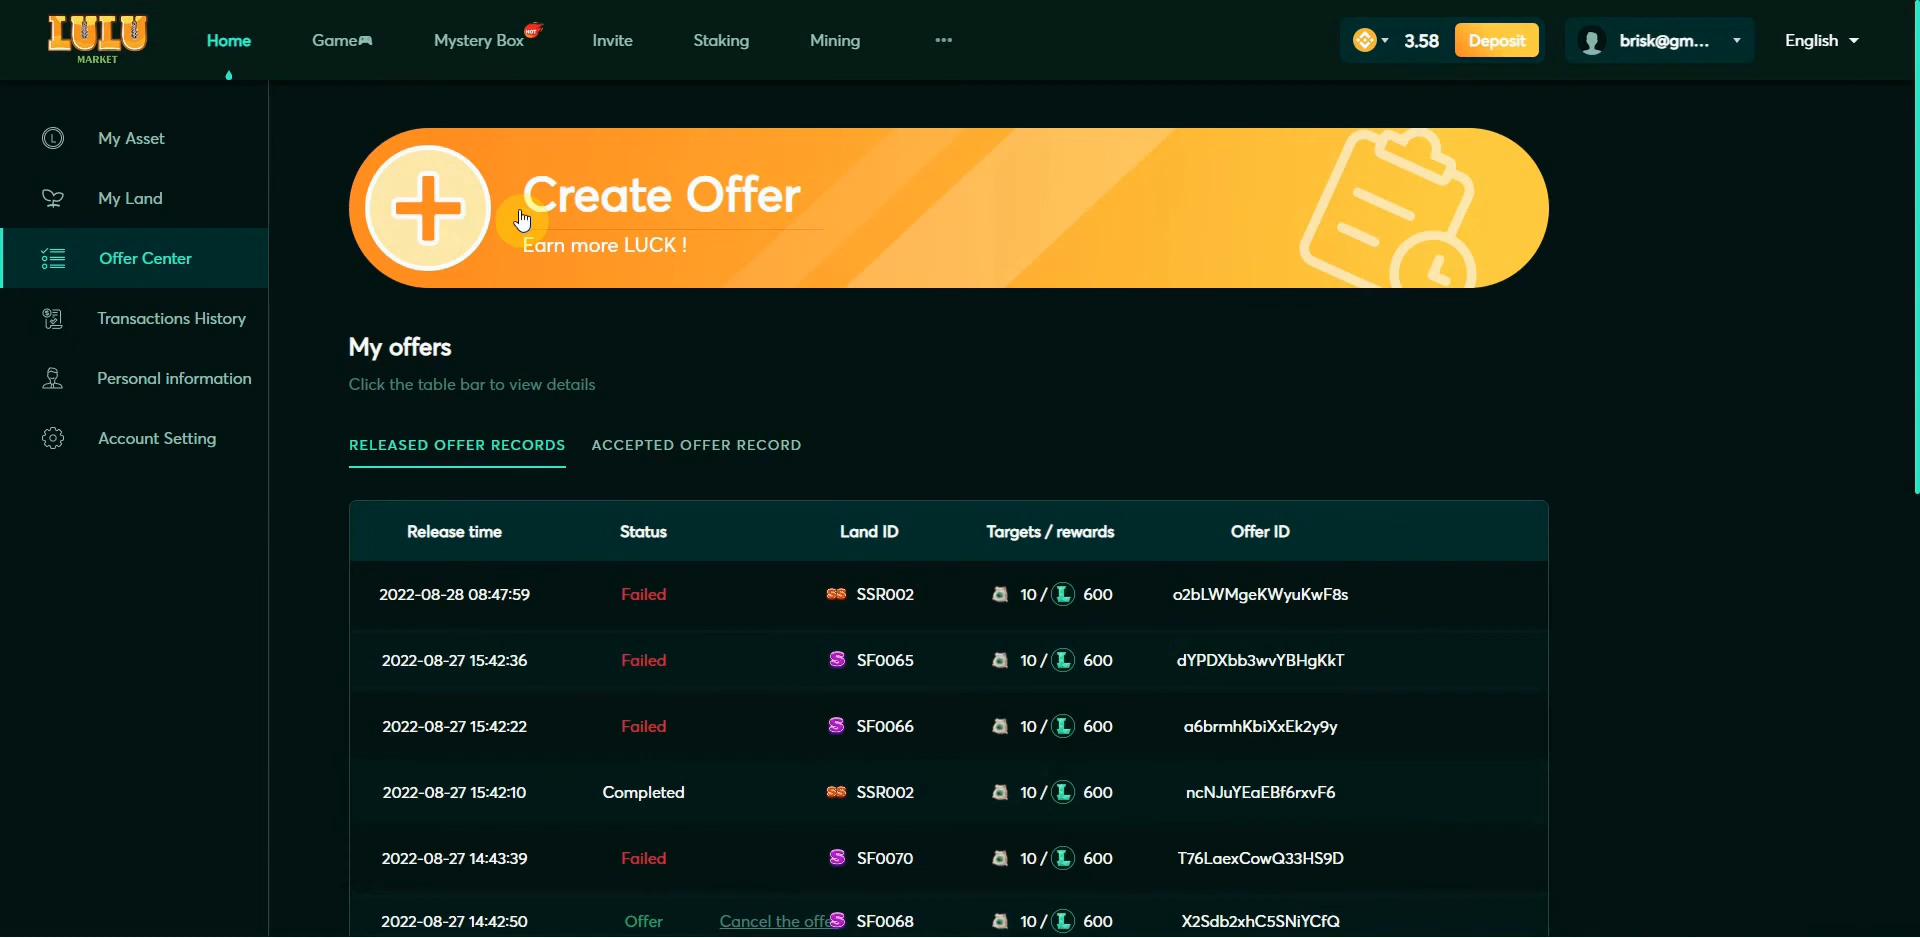 LULU
MARKET
Home
Game
Mystery Box
HOT
Invite
Staking
Mining
3.58
Deposit
brisk@gm...
English
My Asset
My Land
Offer Center
Transactions History
Personal information
Account Setting
Create Offer
Earn more LUCK !
My offers
Click the table bar to view details
RELEASED OFFER RECORDS ACCEPTED OFFER RECORD
Release time Status Land ID Targets / rewards Offer ID
2022-08-28 08:47:59 Failed SS SSR002 10 / L 600 o2bLWMgeKWyuKwF8s
2022-08-27 15:42:36 Failed S SF0065 10 / L 600 dYPDXbb3wvYBHgKkT
2022-08-27 15:42:22 Failed S SF0066 10 / L 600 a6brmhKbiXxEk2y9y
2022-08-27 15:42:10 Completed SS SSR002 10 / L 600 ncNJuYEaEBf6rxvF6
2022-08-27 14:43:39 Failed S SF0070 10 / L 600 T76LaexCowQ33HS9D
2022-08-27 14:42:50 Offer Cancel the offe S SF0068 10 / L 600 X2Sdb2xhC5SNiYCfQ